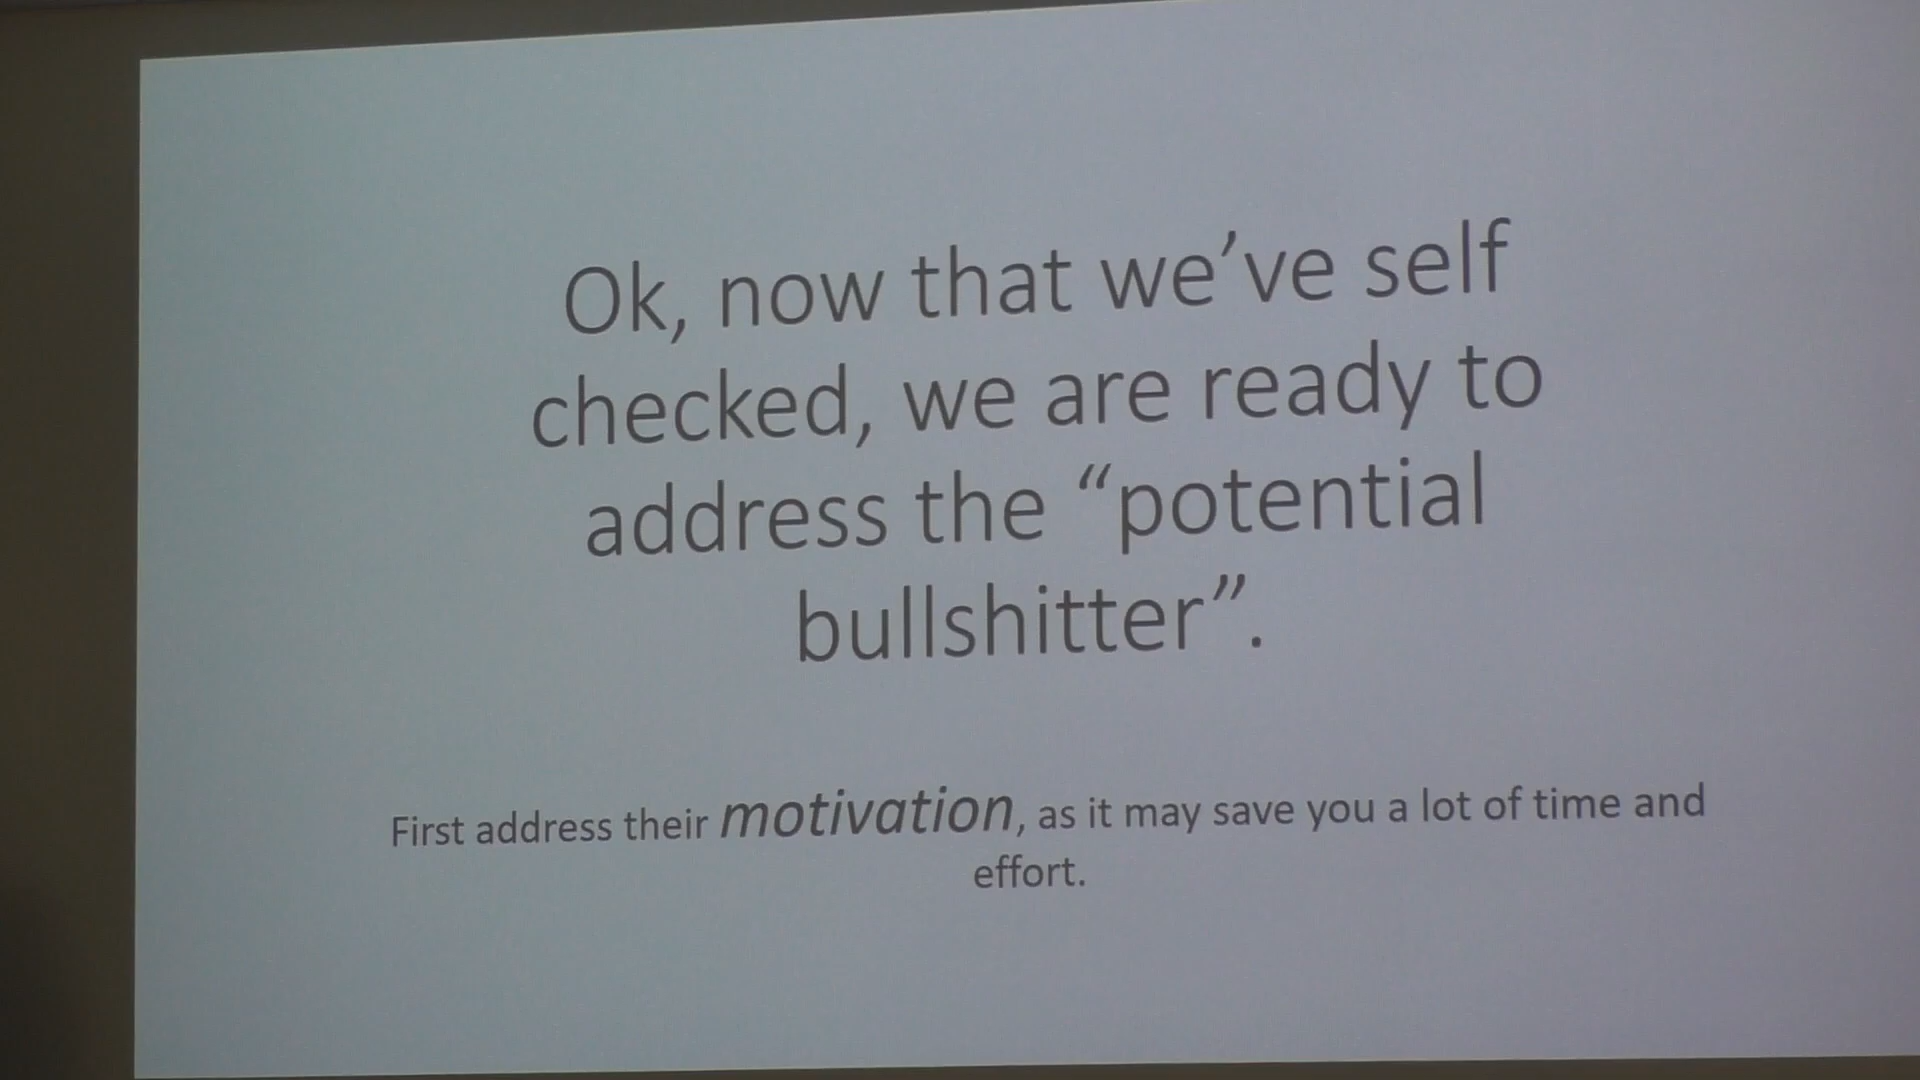 Ok, now that we’ve self
checked, we are ready to
address the “potential
bullshitter”.
First address their motivation, as it may save you a lot of time and
effort.